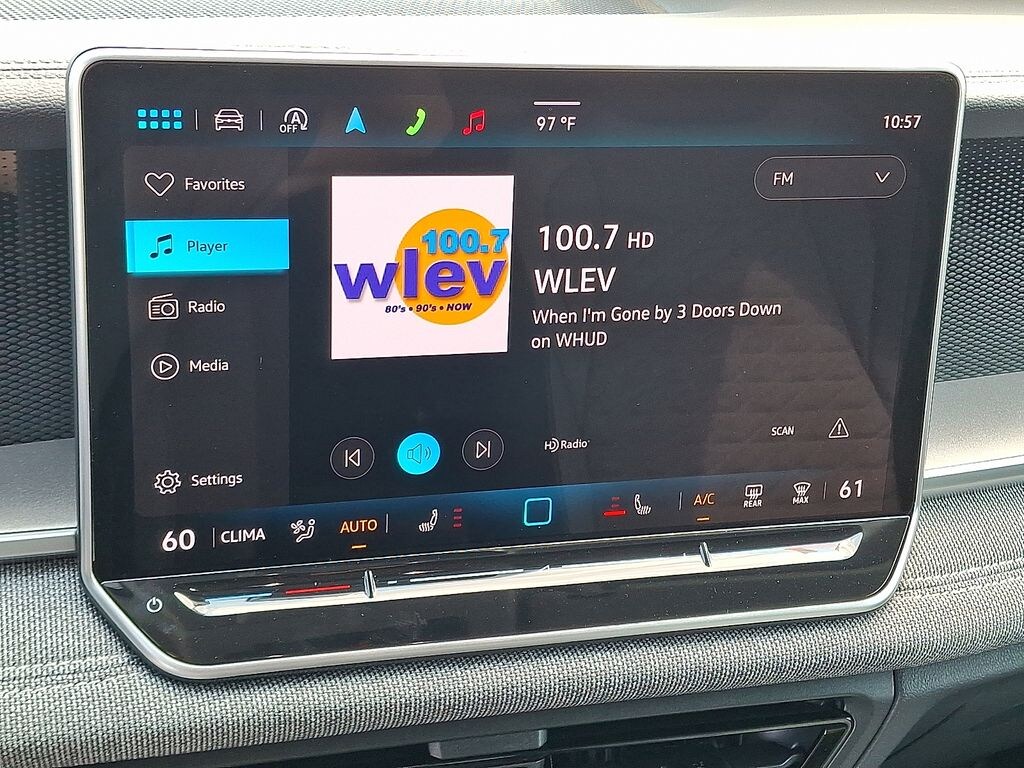 OFF
97 °F
10:57
Favorites
FM
Player
100.7
wlev
80's • 90's • NOW
100.7 HD
WLEV
When I'm Gone by 3 Doors Down
on WHUD
Radio
Media
HD Radio
SCAN
Settings
60
CLIMA
AUTO
A/C
REAR
MAX
61